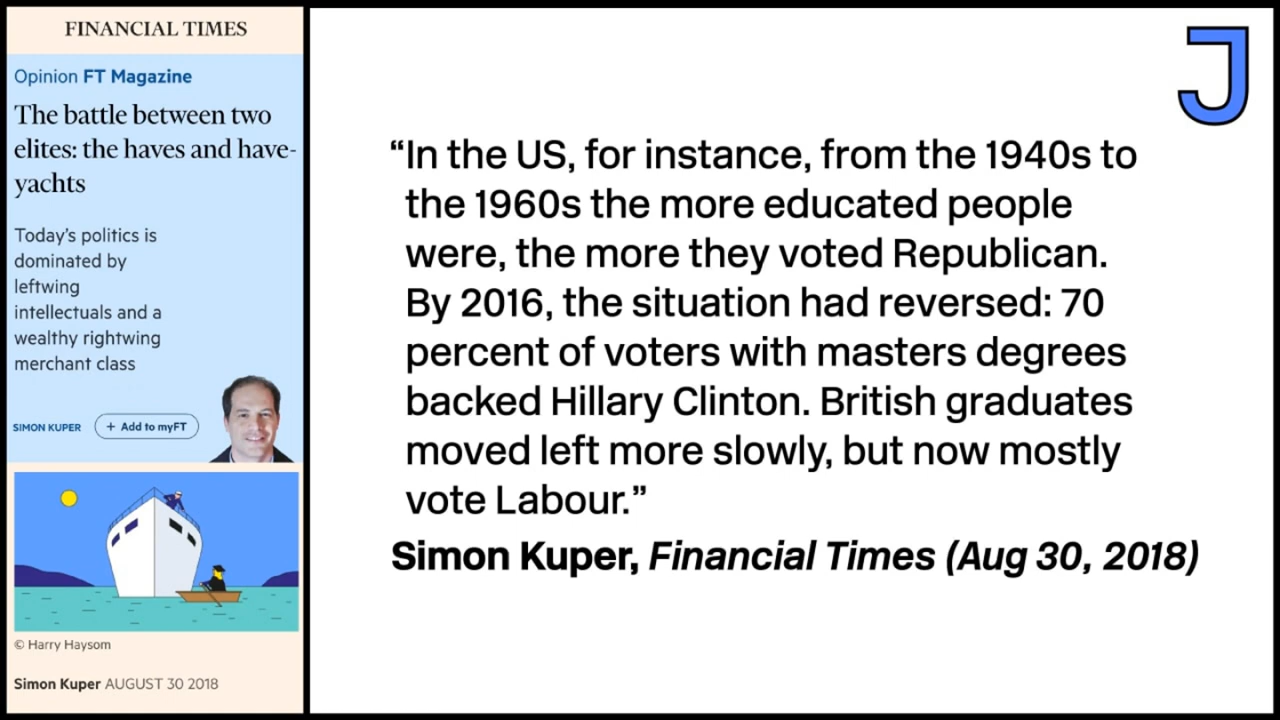 FINANCIAL TIMES
Opinion FT Magazine
The battle between two
elites: the haves and have-
yachts
Today’s politics is
dominated by
leftwing
intellectuals and a
wealthy rightwing
merchant class
SIMON KUPER + Add to myFT
© Harry Haysom
Simon Kuper AUGUST 30 2018
J
“In the US, for instance, from the 1940s to
the 1960s the more educated people
were, the more they voted Republican.
By 2016, the situation had reversed: 70
percent of voters with masters degrees
backed Hillary Clinton. British graduates
moved left more slowly, but now mostly
vote Labour.”
Simon Kuper, Financial Times (Aug 30, 2018)